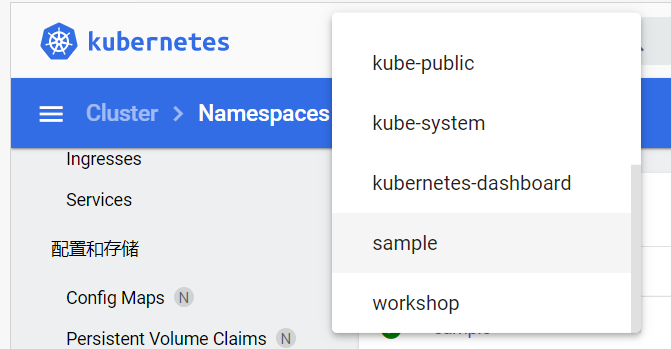 kubernetes
Cluster > Namespaces
kube-public
kube-system
kubernetes-dashboard
sample
workshop
Ingresses
Services
配置和存储
Config Maps N
Persistent Volume Claims N